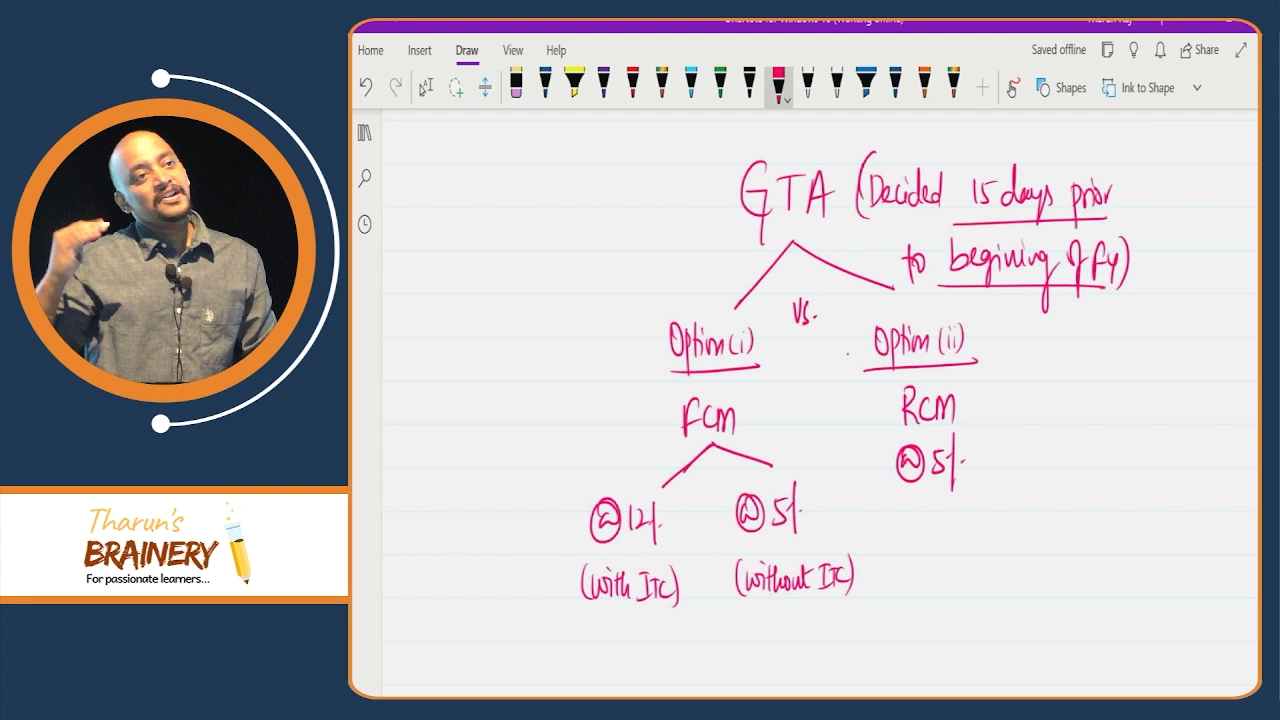 Home Insert Draw View Help Saved offline Share
Shapes Ink to Shape
GTA (Decided 15 days prior
to begining of Fy)
Vs.
Option (i) Option (ii)
FCM RCM
@ 12%. @ 5%. @ 5%.
(with ITC) (without ITC)
Tharun's
BRAINERY
For passionate learners...